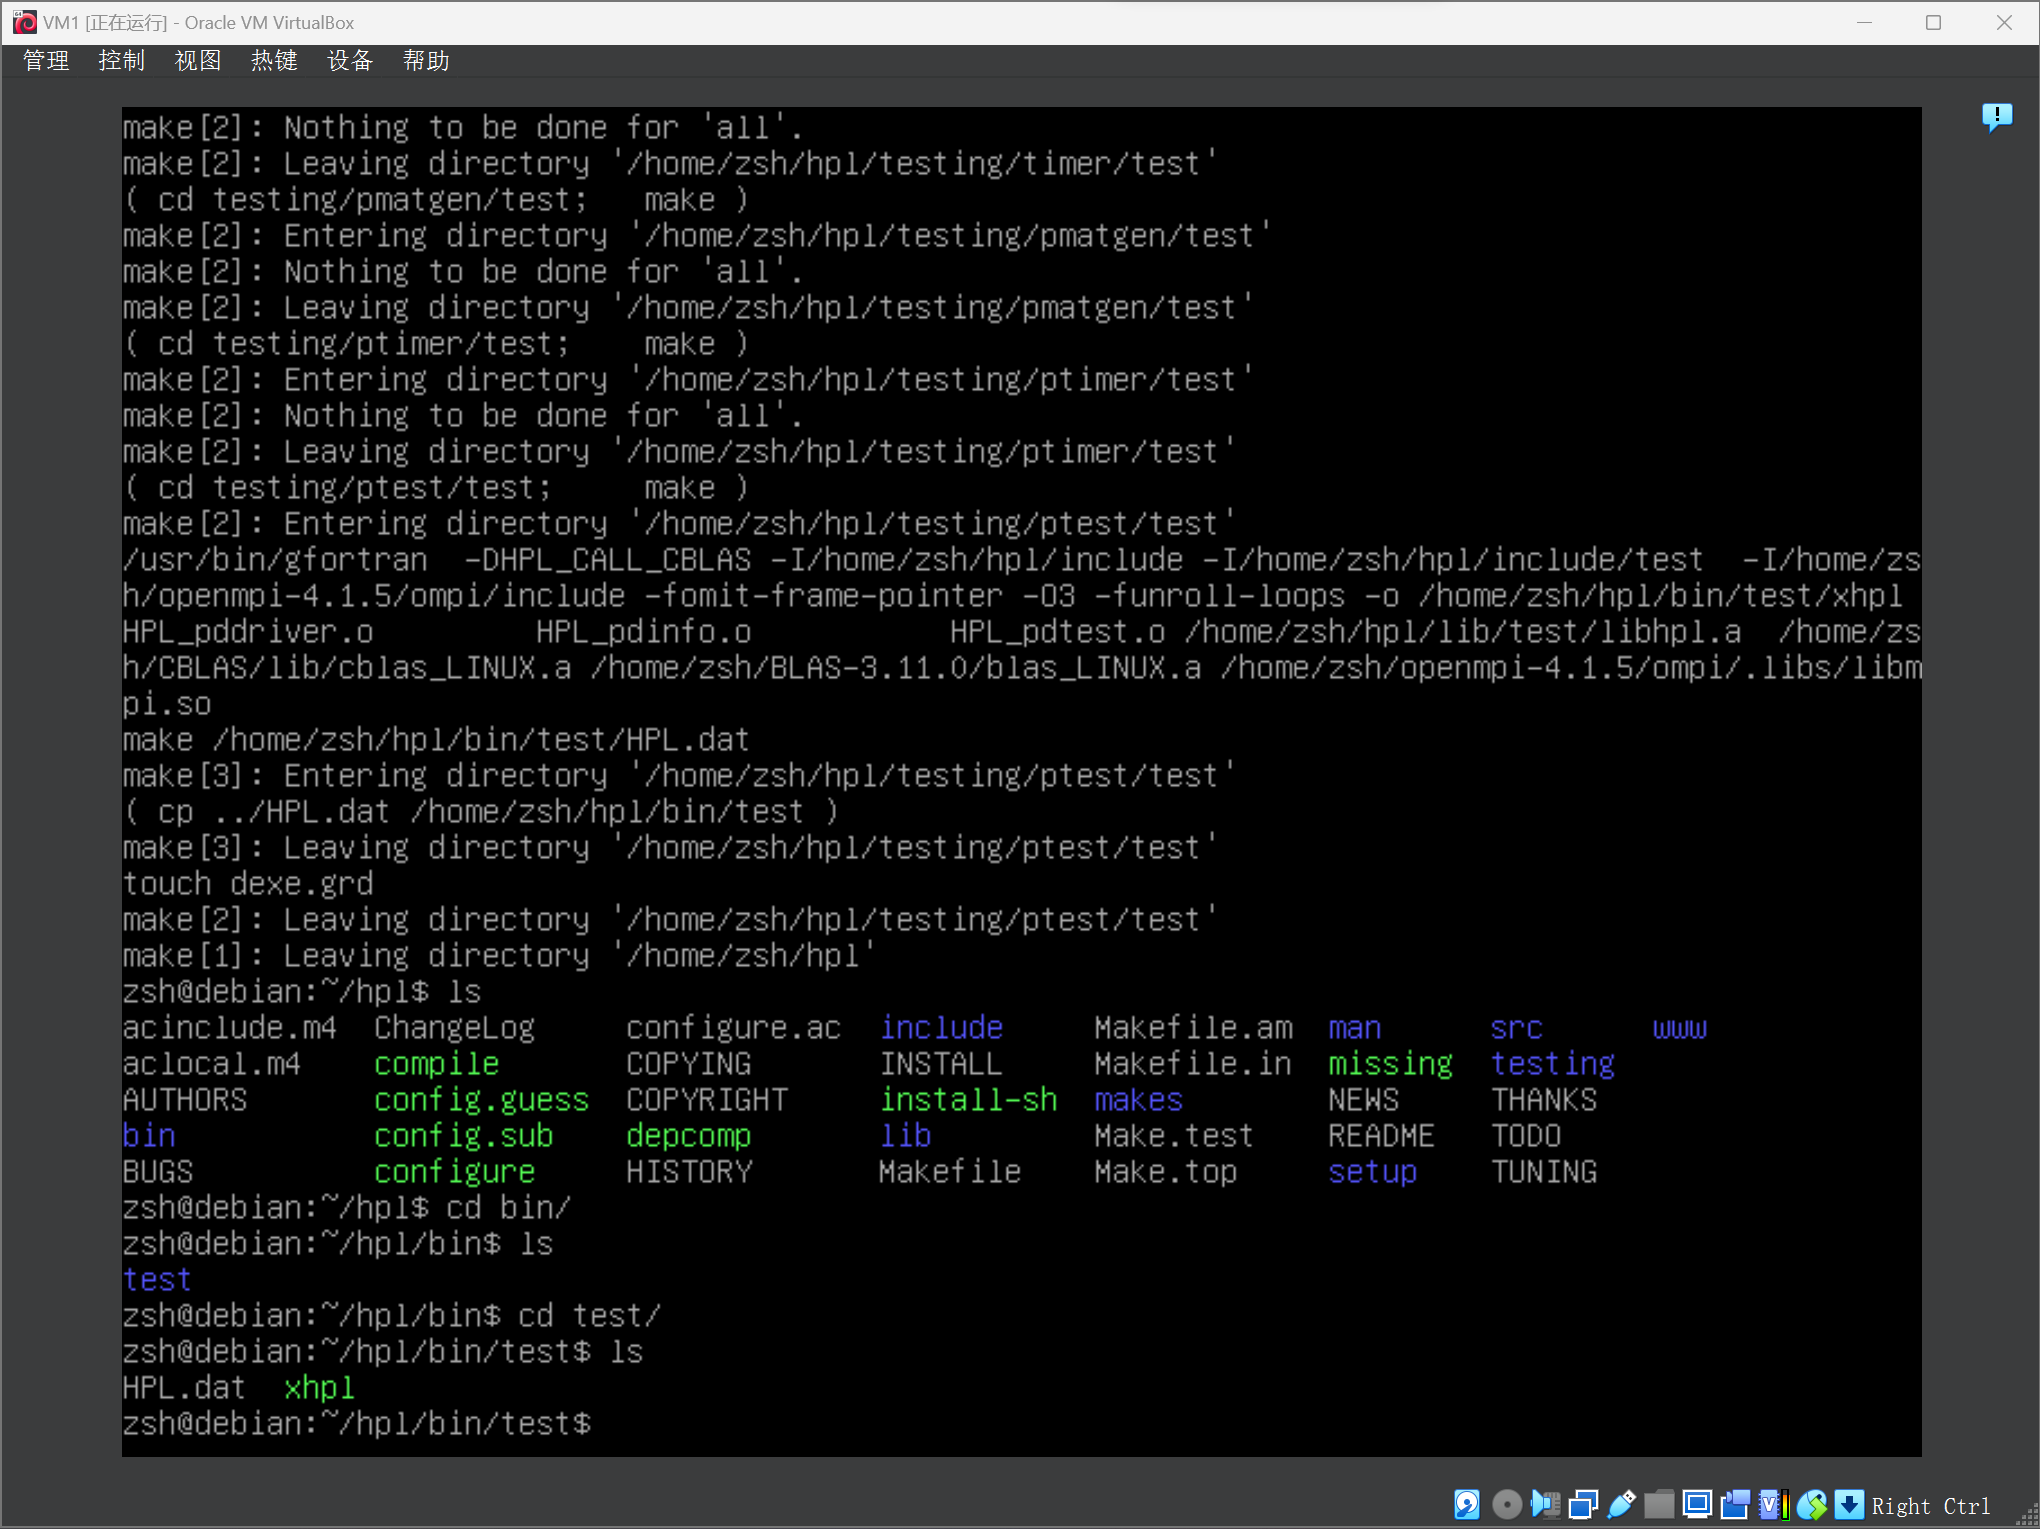 VM1 [正在运行] - Oracle VM VirtualBox
管理 控制 视图 热键 设备 帮助
make[2]: Nothing to be done for 'all'.
make[2]: Leaving directory '/home/zsh/hpl/testing/timer/test'
( cd testing/pmatgen/test;   make )
make[2]: Entering directory '/home/zsh/hpl/testing/pmatgen/test'
make[2]: Nothing to be done for 'all'.
make[2]: Leaving directory '/home/zsh/hpl/testing/pmatgen/test'
( cd testing/ptimer/test;    make )
make[2]: Entering directory '/home/zsh/hpl/testing/ptimer/test'
make[2]: Nothing to be done for 'all'.
make[2]: Leaving directory '/home/zsh/hpl/testing/ptimer/test'
( cd testing/ptest/test;     make )
make[2]: Entering directory '/home/zsh/hpl/testing/ptest/test'
/usr/bin/gfortran  -DHPL_CALL_CBLAS -I/home/zsh/hpl/include -I/home/zsh/hpl/include/test  -I/home/zs
h/openmpi-4.1.5/ompi/include -fomit-frame-pointer -O3 -funroll-loops -o /home/zsh/hpl/bin/test/xhpl
HPL_pddriver.o         HPL_pdinfo.o           HPL_pdtest.o /home/zsh/hpl/lib/test/libhpl.a  /home/zs
h/CBLAS/lib/cblas_LINUX.a /home/zsh/BLAS-3.11.0/blas_LINUX.a /home/zsh/openmpi-4.1.5/ompi/.libs/libm
pi.so
make /home/zsh/hpl/bin/test/HPL.dat
make[3]: Entering directory '/home/zsh/hpl/testing/ptest/test'
( cp ../HPL.dat /home/zsh/hpl/bin/test )
make[3]: Leaving directory '/home/zsh/hpl/testing/ptest/test'
touch dexe.grd
make[2]: Leaving directory '/home/zsh/hpl/testing/ptest/test'
make[1]: Leaving directory '/home/zsh/hpl'
zsh@debian:~/hpl$ ls
acinclude.m4  ChangeLog     configure.ac  include     Makefile.am  man      src      www
aclocal.m4    compile       COPYING       INSTALL     Makefile.in  missing  testing
AUTHORS       config.guess  COPYRIGHT     install-sh  makes        NEWS     THANKS
bin           config.sub    depcomp       lib         Make.test    README   TODO
BUGS          configure     HISTORY       Makefile    Make.top     setup    TUNING
zsh@debian:~/hpl$ cd bin/
zsh@debian:~/hpl/bin$ ls
test
zsh@debian:~/hpl/bin$ cd test/
zsh@debian:~/hpl/bin/test$ ls
HPL.dat  xhpl
zsh@debian:~/hpl/bin/test$
Right Ctrl